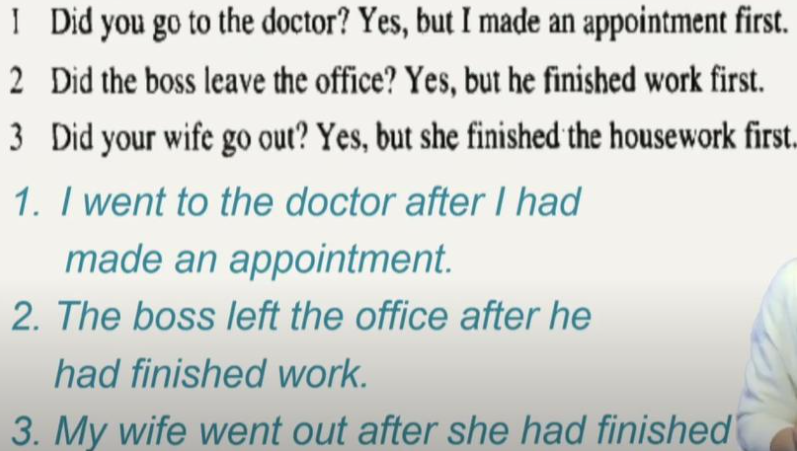 1 Did you go to the doctor? Yes, but I made an appointment first.
2 Did the boss leave the office? Yes, but he finished work first.
3 Did your wife go out? Yes, but she finished the housework first.
1. I went to the doctor after I had
made an appointment.
2. The boss left the office after he
had finished work.
3. My wife went out after she had finished